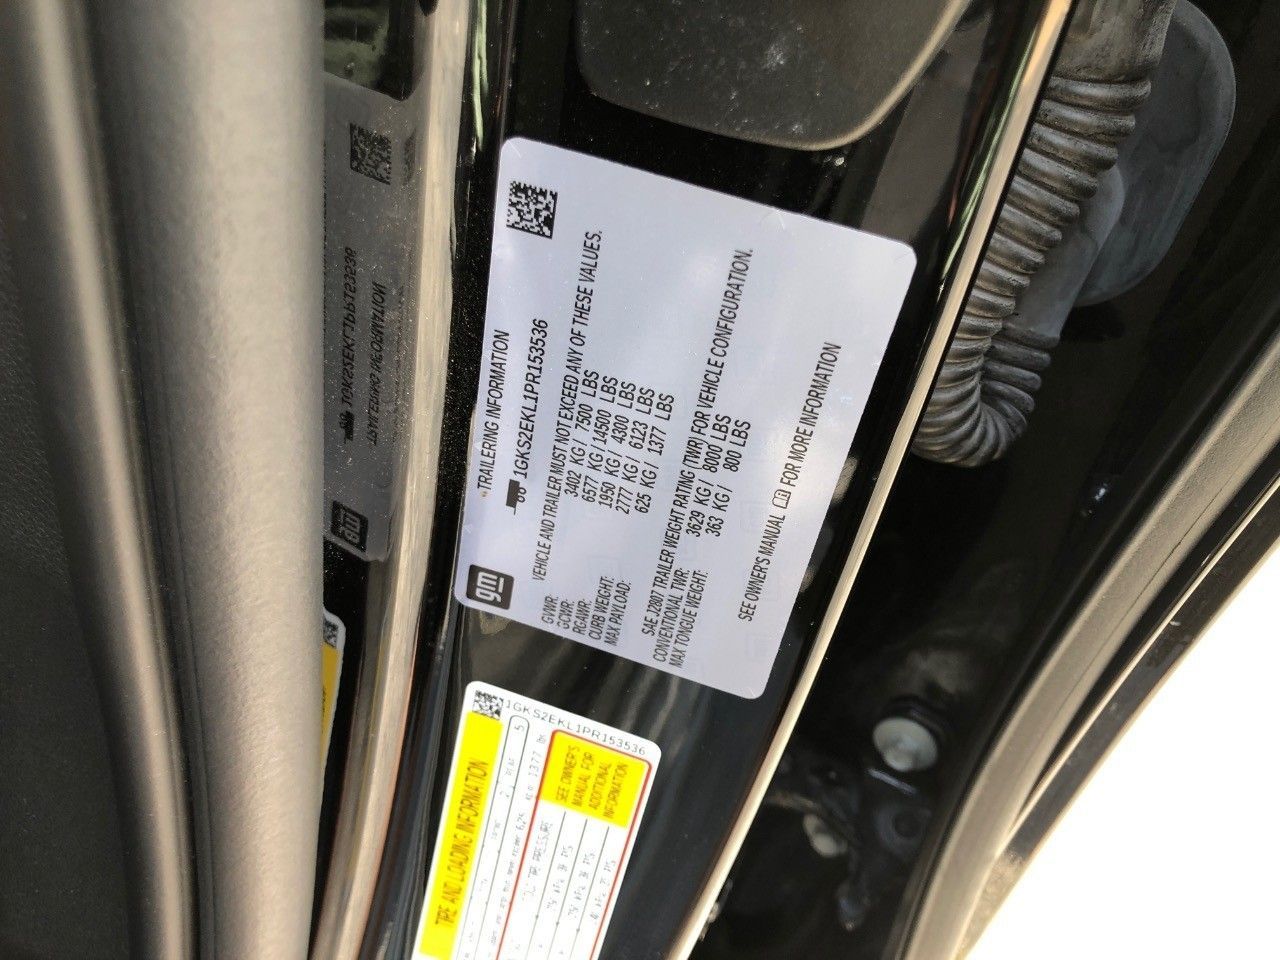 TRAILERING INFORMATION
1GKS2EKL1PR153536
gm
VEHICLE AND TRAILER MUST NOT EXCEED ANY OF THESE VALUES.
GVWR: 3402 KG / 7500 LBS
GCWR: 6577 KG / 14500 LBS
RGAWR: 1950 KG / 4300 LBS
CURB WEIGHT: 2777 KG / 6123 LBS
MAX PAYLOAD: 625 KG / 1377 LBS
SAE J2807 TRAILER WEIGHT RATING (TWR) FOR VEHICLE CONFIGURATION.
CONVENTIONAL TWR: 3629 KG / 8000 LBS
MAX TONGUE WEIGHT: 363 KG / 800 LBS
SEE OWNER'S MANUAL FOR MORE INFORMATION
1GKS2EKL1PR153536
TIRE AND LOADING INFORMATION
5
2
1377
SEE OWNER'S
MANUAL FOR
ADDITIONAL
INFORMATION